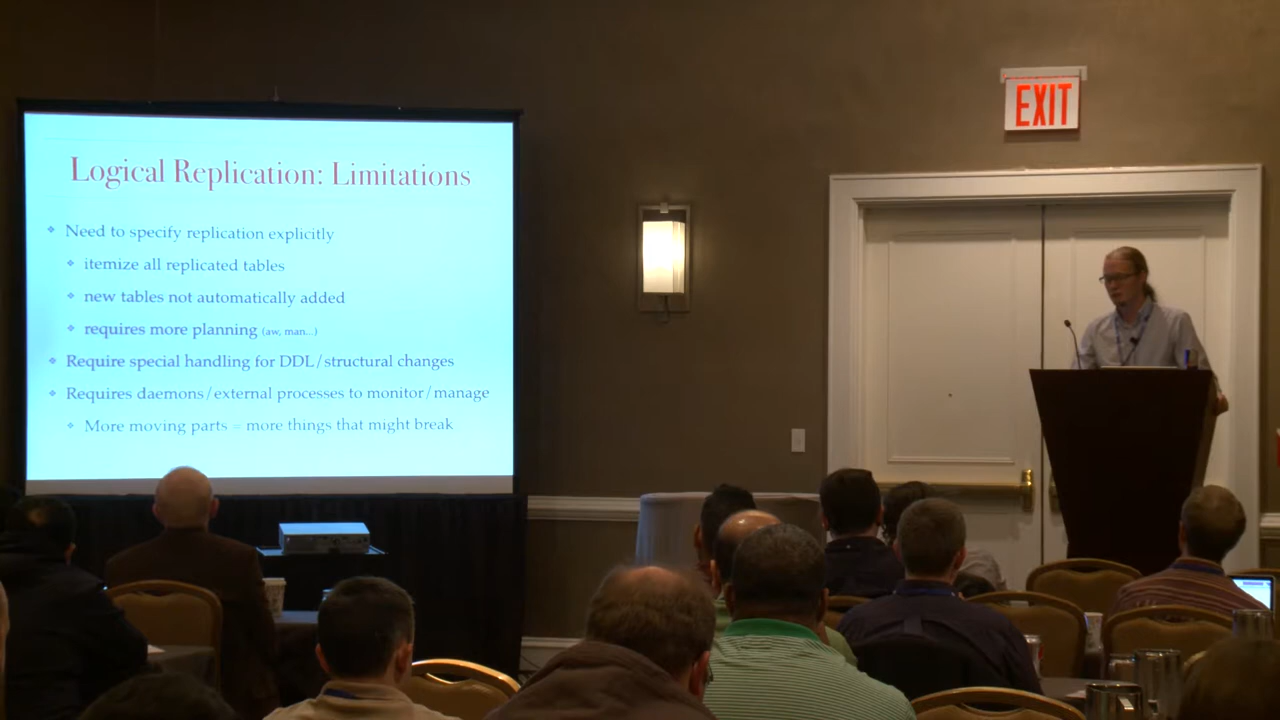 Logical Replication: Limitations
Need to specify replication explicitly
itemize all replicated tables
new tables not automatically added
requires more planning (aw, man...)
Require special handling for DDL/structural changes
Requires daemons/external processes to monitor/manage
More moving parts = more things that might break
EXIT